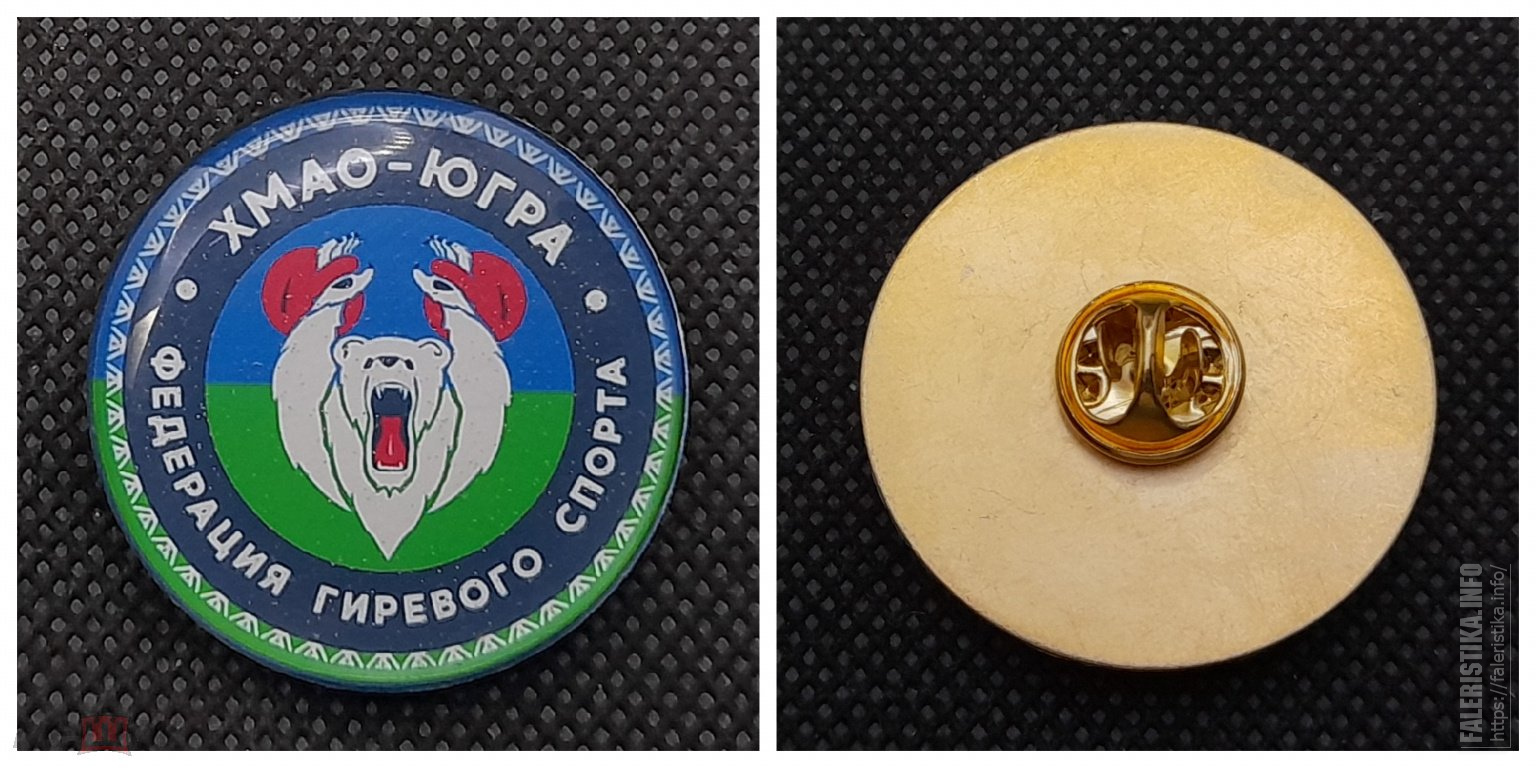 ХМАО-ЮГРА
ФЕДЕРАЦИЯ ГИРЕВОГО СПОРТА
FALERISTIKA.INFO
https://faleristika.info/